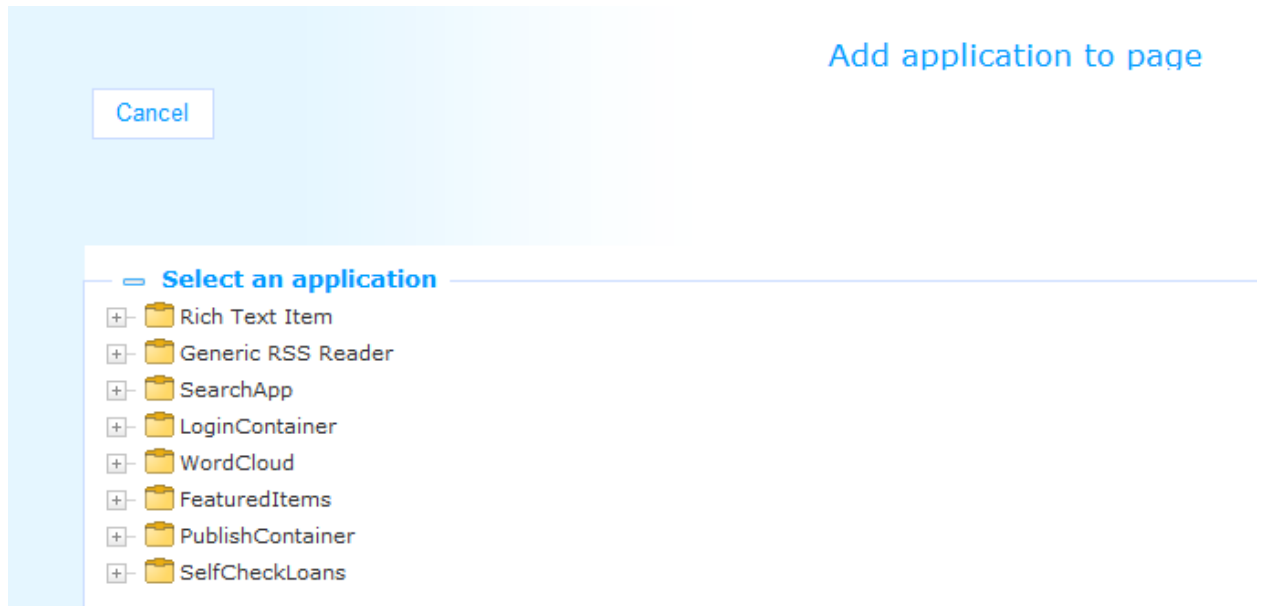 Add application to page
Cancel
Select an application
Rich Text Item
Generic RSS Reader
SearchApp
LoginContainer
WordCloud
FeaturedItems
PublishContainer
SelfCheckLoans